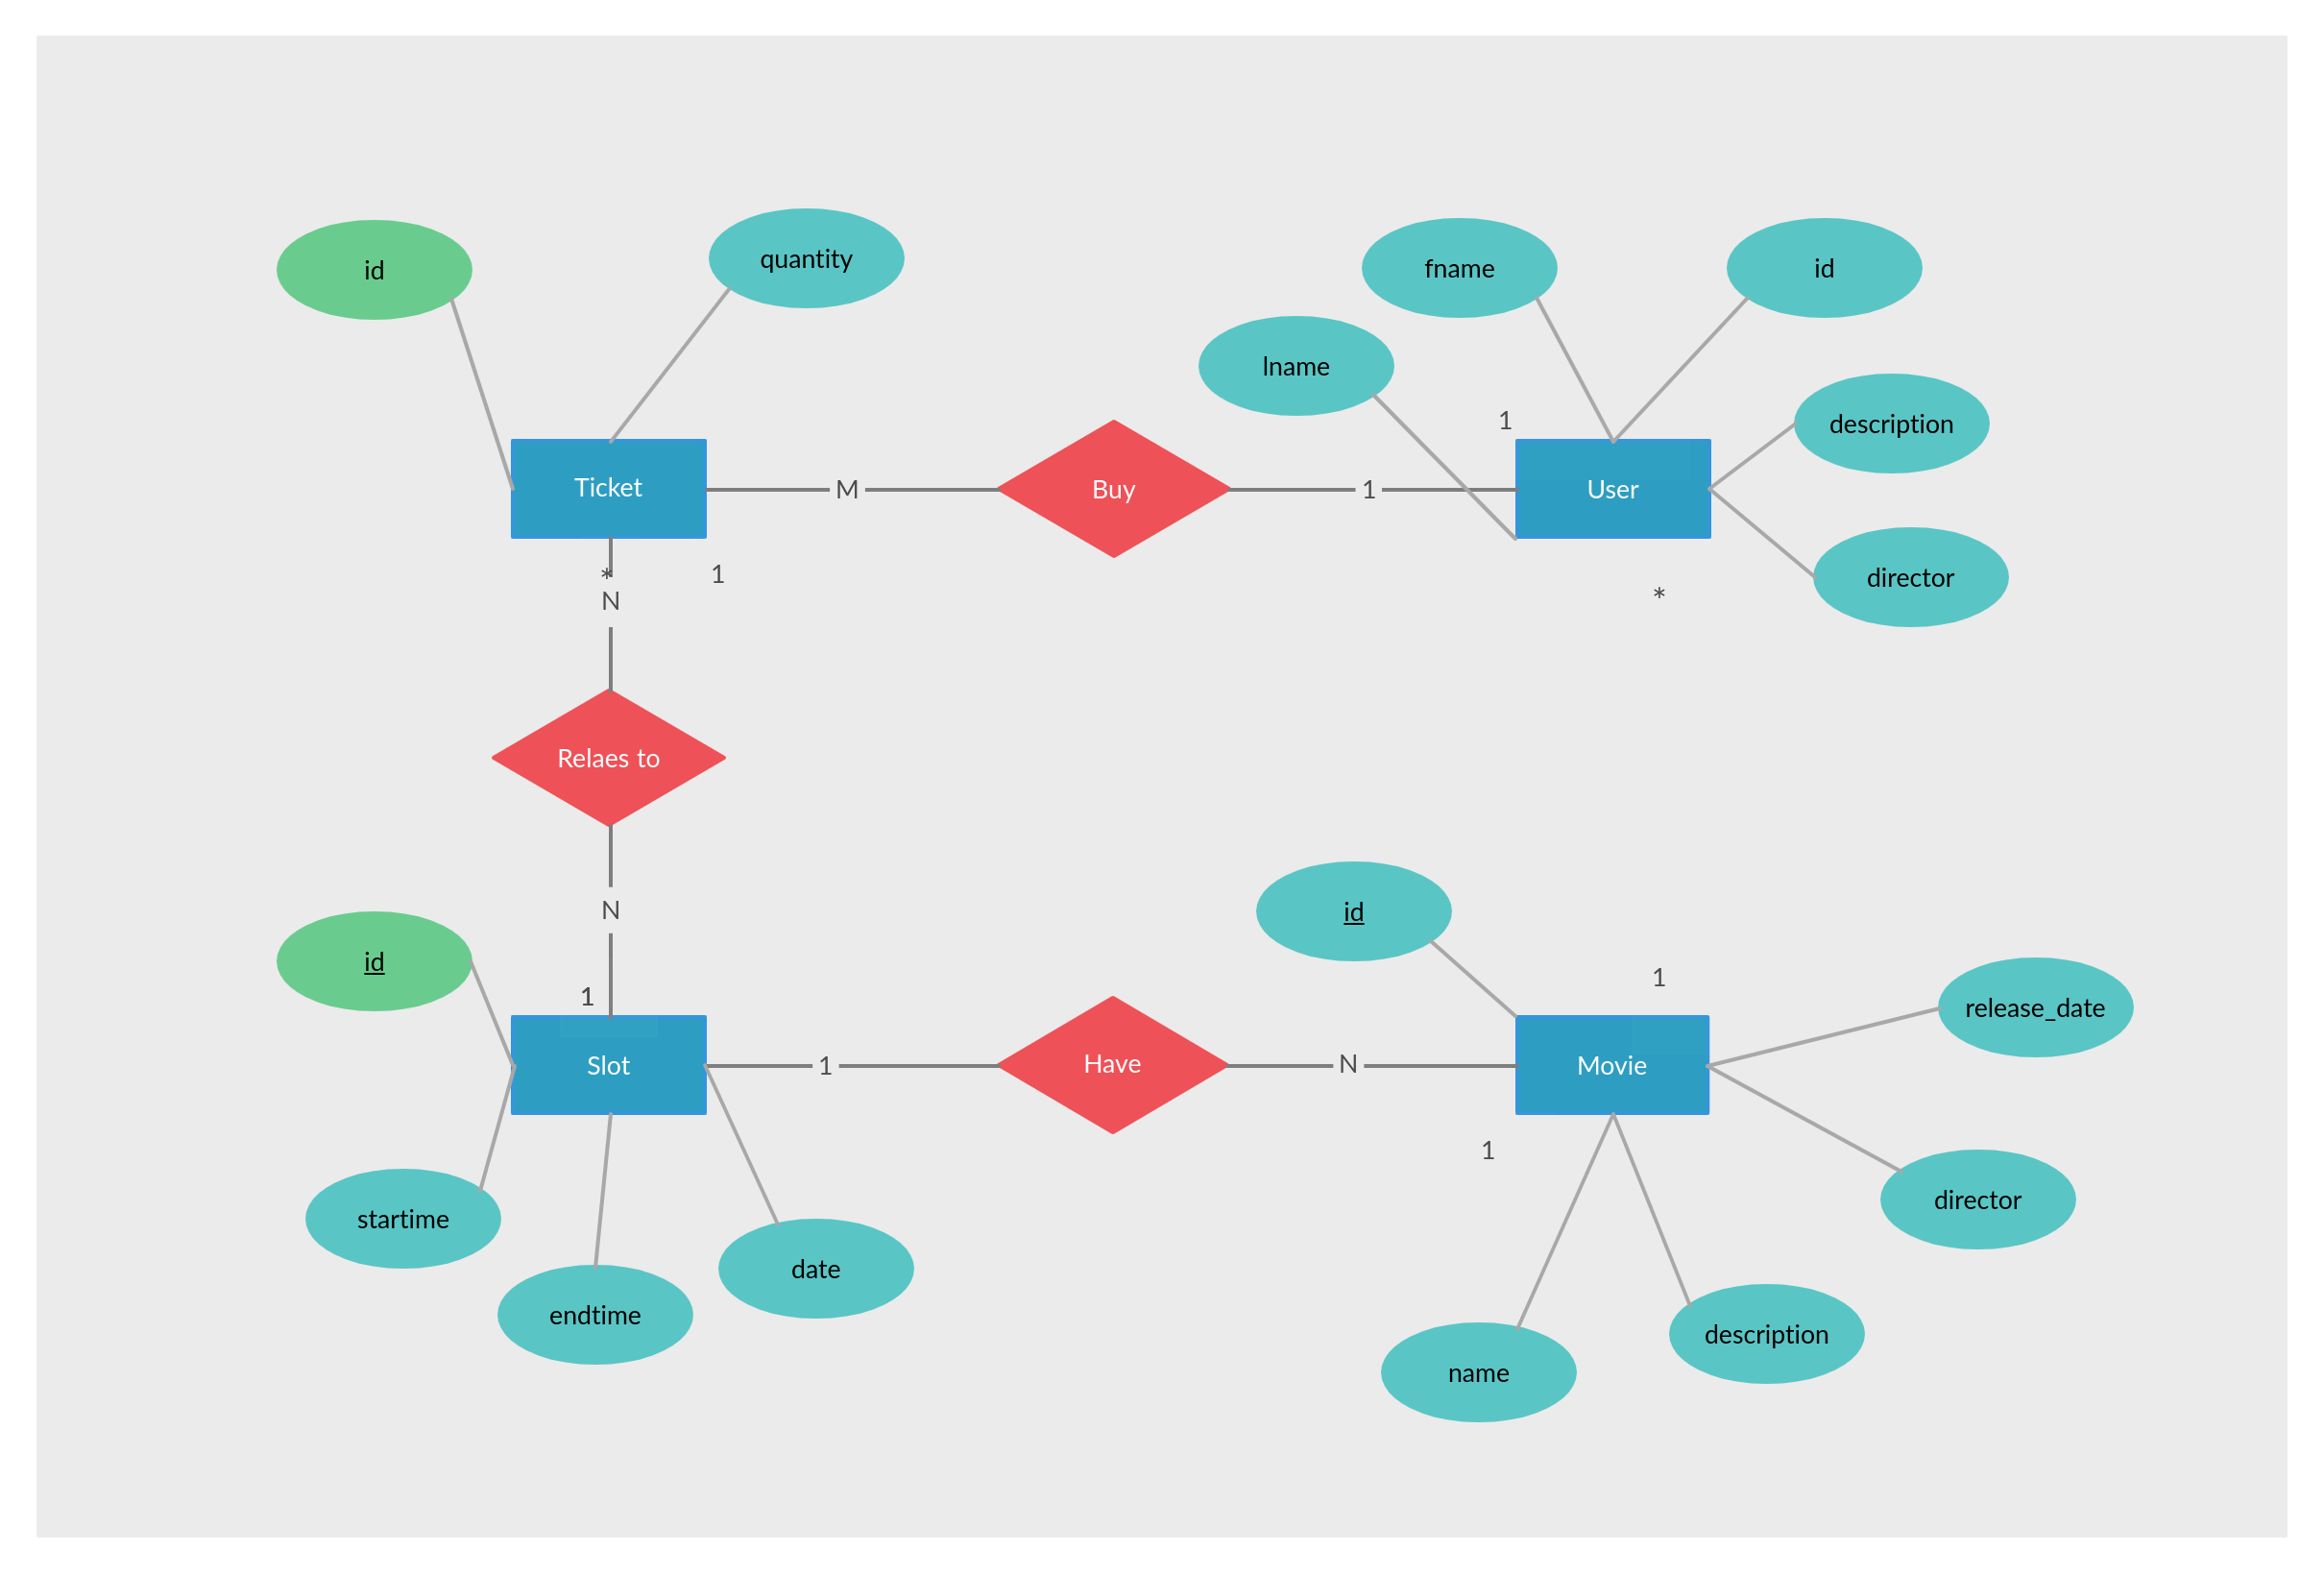 quantity
id
fname
id
lname
description
1
Ticket
M
Buy
1
User
director
*
1
N
*
Relaes to
id
N
id
1
1
release_date
Slot
1
Have
N
Movie
1
director
startime
date
endtime
description
name